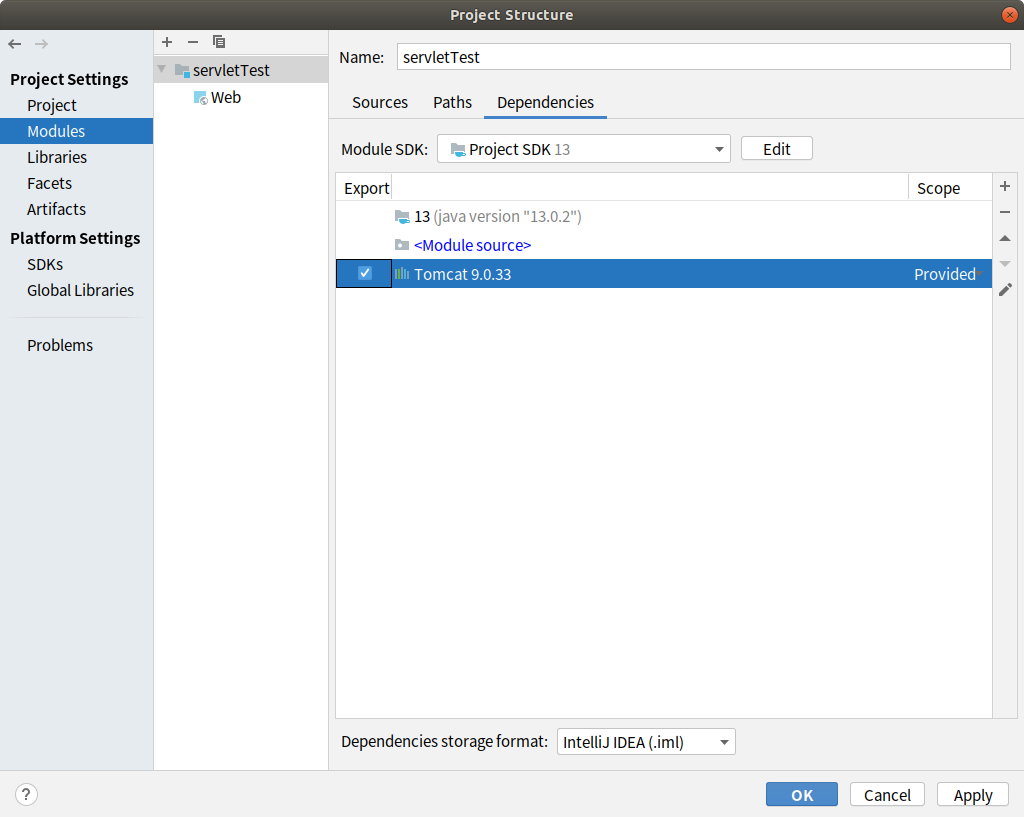 Project Structure
Project Settings
Project
Modules
Libraries
Facets
Artifacts
Platform Settings
SDKs
Global Libraries
Problems
servletTest
Web
Name: servletTest
Sources Paths Dependencies
Module SDK: Project SDK 13 Edit
Export Scope
13 (java version "13.0.2")
<Module source>
Tomcat 9.0.33 Provided
Dependencies storage format: IntelliJ IDEA (.iml)
? OK Cancel Apply